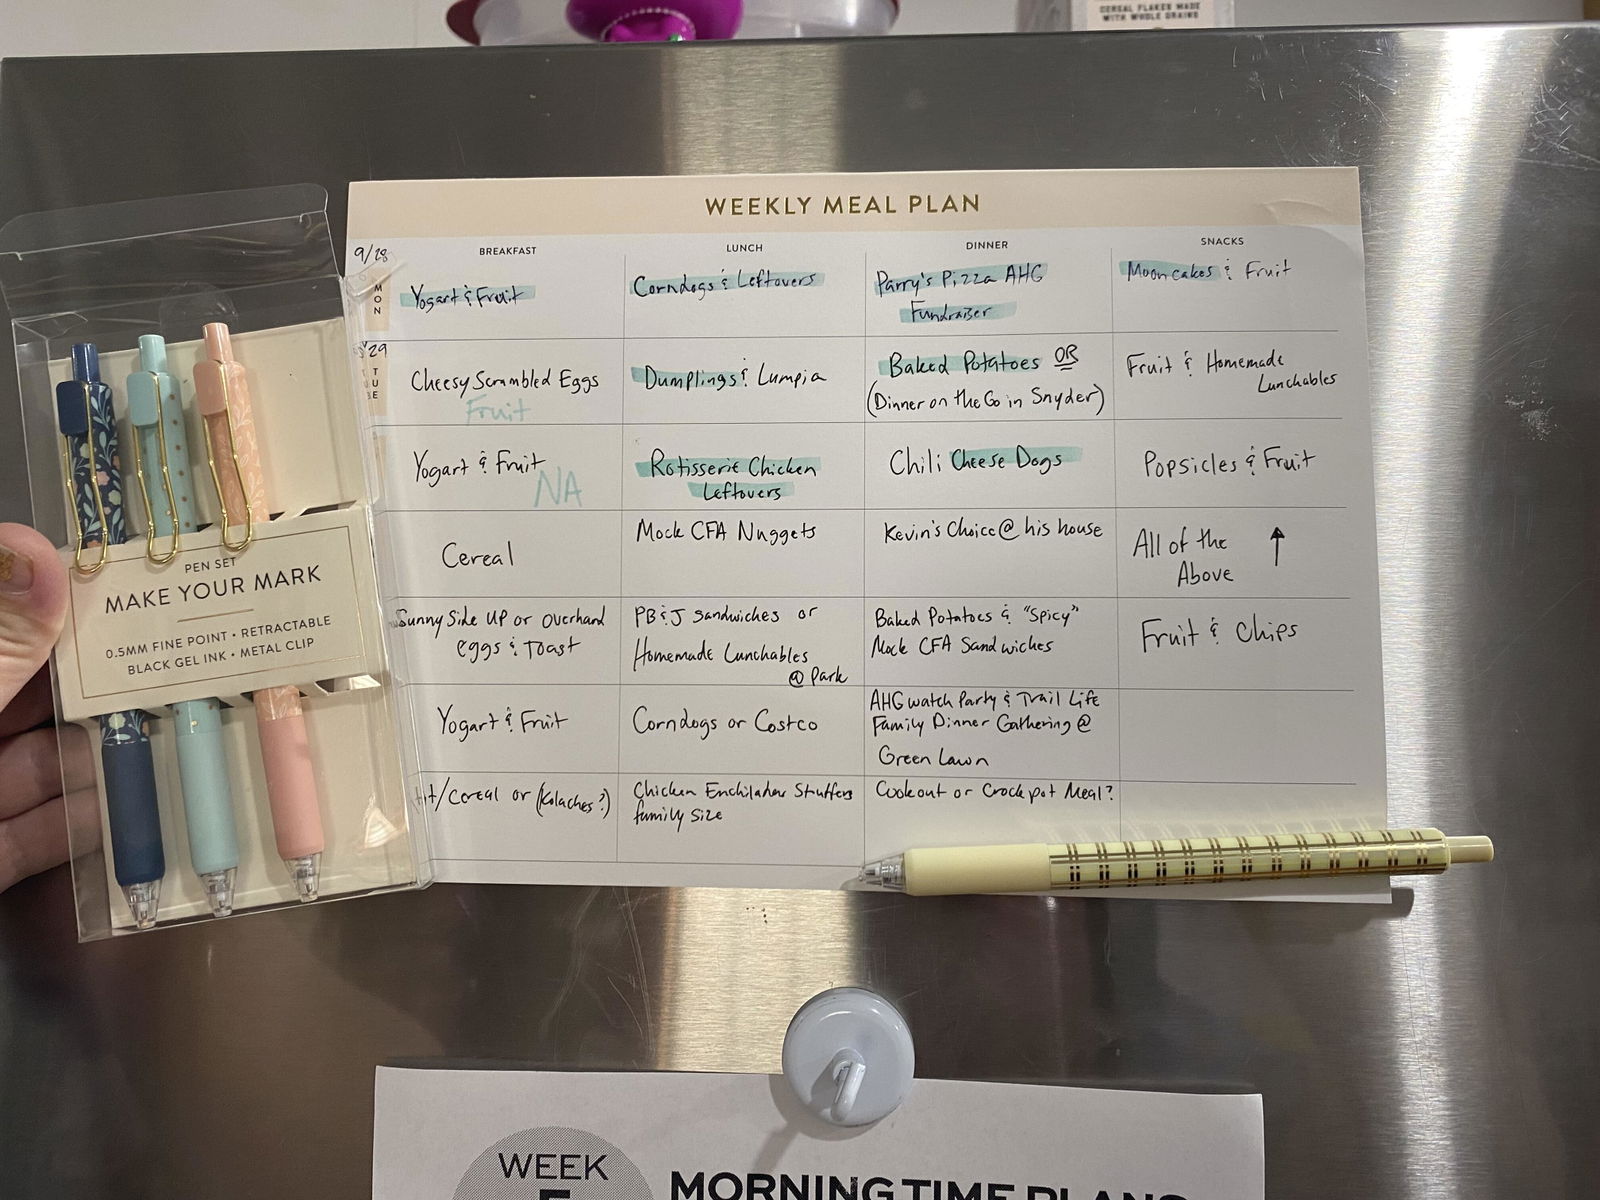 CEREAL FLAKES MADE
WITH WHOLE GRAINS
WEEKLY MEAL PLAN
BREAKFAST
LUNCH
DINNER
SNACKS
9/28
MON
Yogart & Fruit
Corndogs & Leftovers
Parry's Pizza AHG
Fundraiser
Mooncakes & Fruit
29
TUE
Cheesy Scrambled Eggs
Fruit
Dumplings & Lumpia
Baked Potatoes OR
(Dinner on the Go in Snyder)
Fruit & Homemade
Lunchables
Yogart & Fruit
NA
Rotisserie Chicken
Leftovers
Chili Cheese Dogs
Popsicles & Fruit
Cereal
Mock CFA Nuggets
Kevin's Choice @ his house
All of the
Above ↑
Sunny Side UP or overhard
eggs & Toast
PB&J Sandwiches or
Homemade Lunchables
@ Park
Baked Potatoes & "Spicy"
Mock CFA Sandwiches
Fruit & Chips
Yogart & Fruit
Corndogs or Costco
AHG watch Party & Trail Life
Family Dinner Gathering @
Green Lawn
/Cereal or (Kolaches?)
Chicken Enchiladas Stuffers
family size
Cookout or Crockpot Meal?
PEN SET
MAKE YOUR MARK
0.5MM FINE POINT • RETRACTABLE
BLACK GEL INK • METAL CLIP
WEEK
5
MORNING TIME PLANS